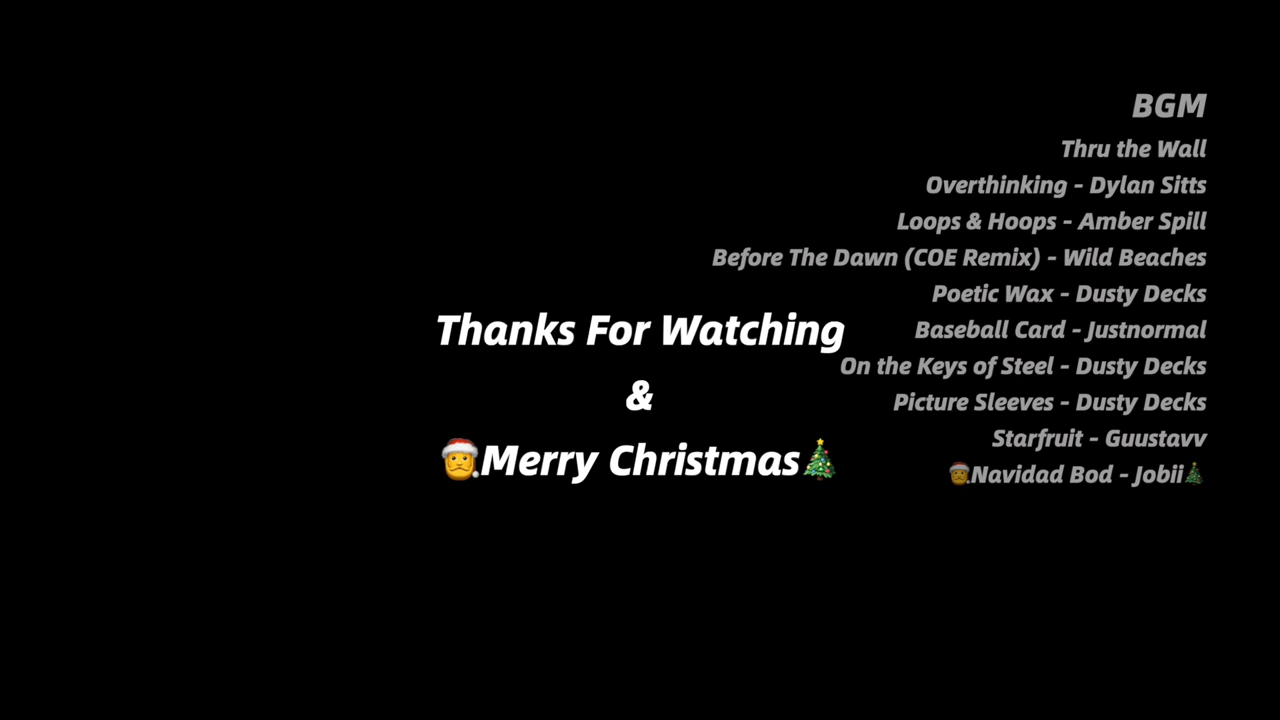 BGM
Thru the Wall
Overthinking - Dylan Sitts
Loops & Hoops - Amber Spill
Before The Dawn (COE Remix) - Wild Beaches
Poetic Wax - Dusty Decks
Baseball Card - Justnormal
On the Keys of Steel - Dusty Decks
Picture Sleeves - Dusty Decks
Starfruit - Guustavv
🎅Navidad Bod - Jobii🎄
Thanks For Watching
&
🎅Merry Christmas🎄